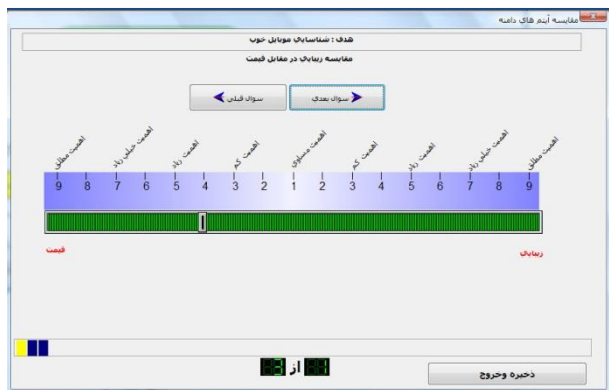 مقایسه آیتم های دامنه
هدف : شناسایی موبایل خوب
مقایسه زیبایی در مقابل قیمت
سوال بعدی سوال قبلی
اهمیت مطلق اهمیت خیلی زیاد اهمیت زیاد اهمیت کم اهمیت مساوی اهمیت کم اهمیت زیاد اهمیت خیلی زیاد اهمیت مطلق
9 8 7 6 5 4 3 2 1 2 3 4 5 6 7 8 9
زیبایی قیمت
1 از 3
ذخیره وخروج